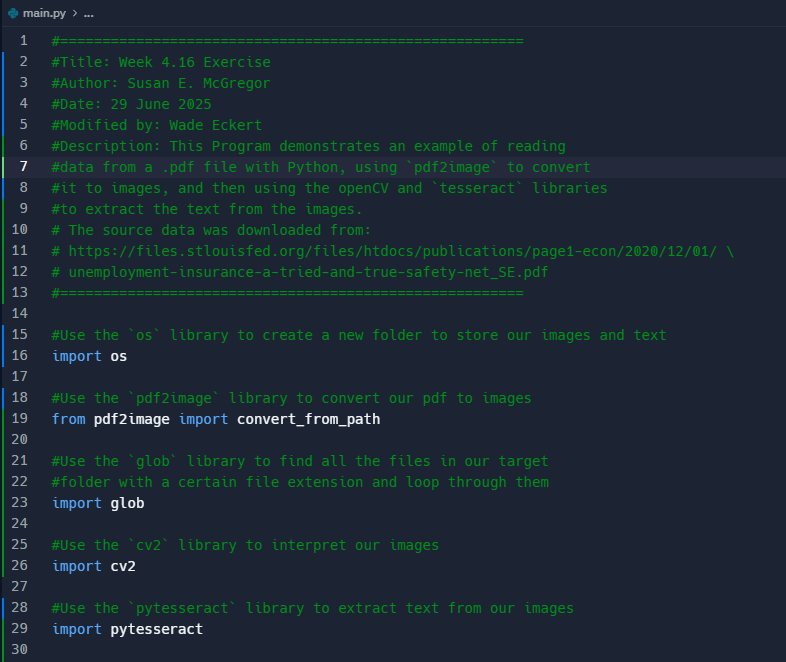 main.py > ...
1 #=======================================================
2 #Title: Week 4.16 Exercise
3 #Author: Susan E. McGregor
4 #Date: 29 June 2025
5 #Modified by: Wade Eckert
6 #Description: This Program demonstrates an example of reading
7 #data from a .pdf file with Python, using `pdf2image` to convert
8 #it to images, and then using the openCV and `tesseract` libraries
9 #to extract the text from the images.
10 # The source data was downloaded from:
11 # https://files.stlouisfed.org/files/htdocs/publications/page1-econ/2020/12/01/ \
12 # unemployment-insurance-a-tried-and-true-safety-net_SE.pdf
13 #=======================================================
14
15 #Use the `os` library to create a new folder to store our images and text
16 import os
17
18 #Use the `pdf2image` library to convert our pdf to images
19 from pdf2image import convert_from_path
20
21 #Use the `glob` library to find all the files in our target
22 #folder with a certain file extension and loop through them
23 import glob
24
25 #Use the `cv2` library to interpret our images
26 import cv2
27
28 #Use the `pytesseract` library to extract text from our images
29 import pytesseract
30